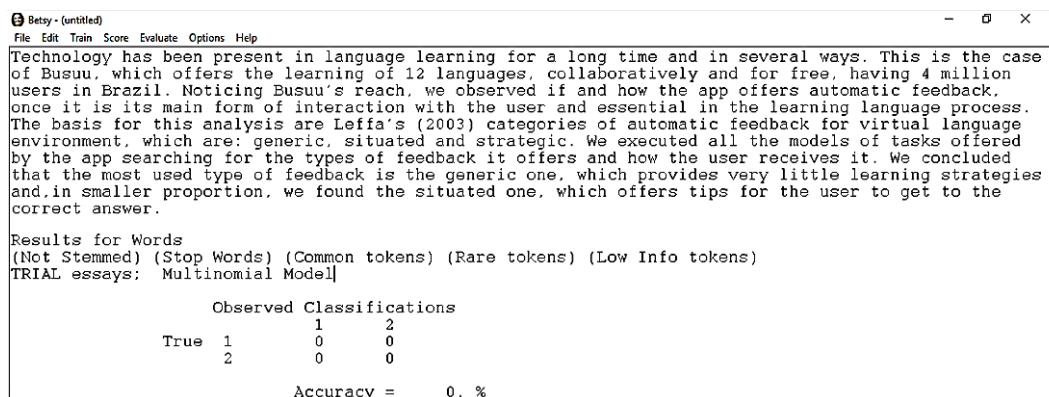 Betsy - (untitled)
File Edit Train Score Evaluate Options Help
Technology has been present in language learning for a long time and in several ways. This is the case
of Busuu, which offers the learning of 12 languages, collaboratively and for free, having 4 million
users in Brazil. Noticing Busuu's reach, we observed if and how the app offers automatic feedback,
once it is its main form of interaction with the user and essential in the learning language process.
The basis for this analysis are Leffa's (2003) categories of automatic feedback for virtual language
environment, which are: generic, situated and strategic. We executed all the models of tasks offered
by the app searching for the types of feedback it offers and how the user receives it. We concluded
that the most used type of feedback is the generic one, which provides very little learning strategies
and,in smaller proportion, we found the situated one, which offers tips for the user to get to the
correct answer.
Results for Words
(Not Stemmed) (Stop Words) (Common tokens) (Rare tokens) (Low Info tokens)
TRIAL essays; Multinomial Model
Observed Classifications
1 2
True 1 0 0
2 0 0
Accuracy = 0. %